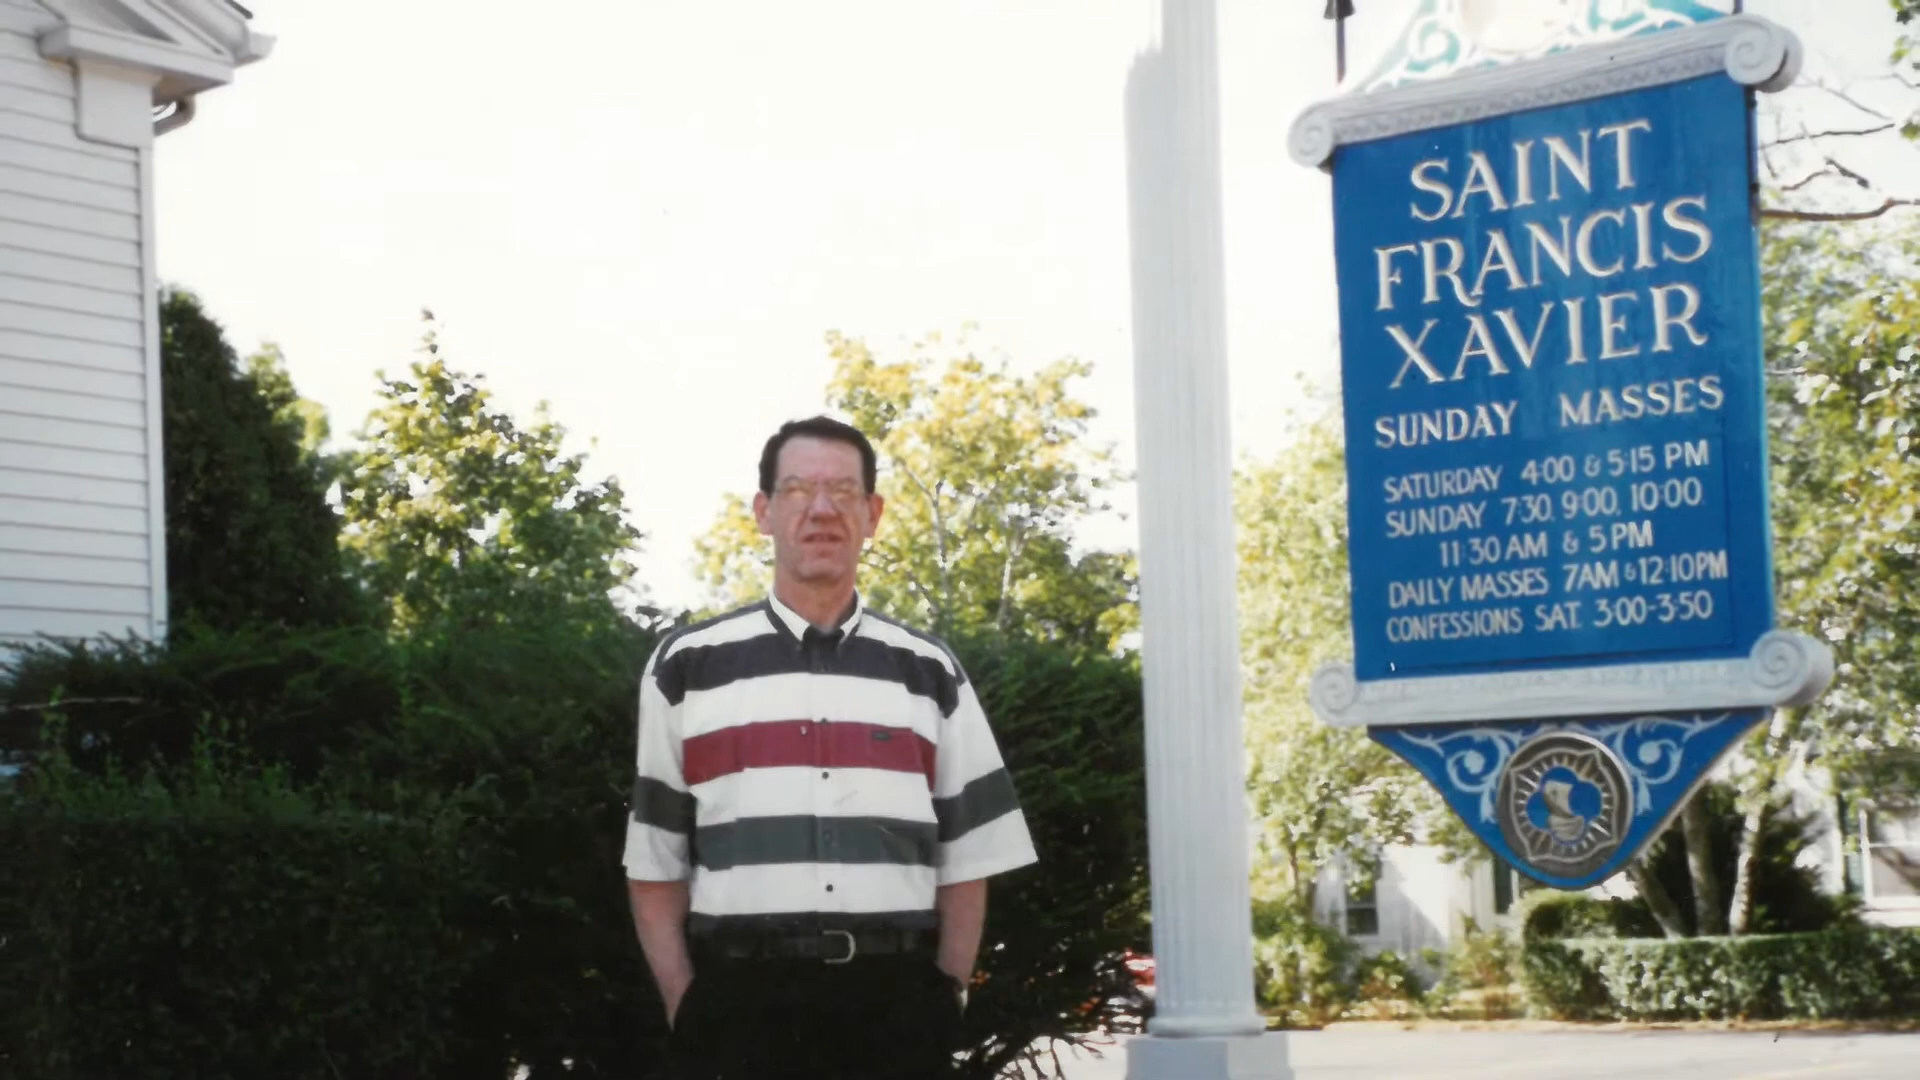 SAINT
FRANCIS
XAVIER
SUNDAY MASSES
SATURDAY 4:00 & 5:15 PM
SUNDAY 7:30, 9:00, 10:00
11:30 AM & 5 PM
DAILY MASSES 7AM & 12:10PM
CONFESSIONS SAT. 3:00-3:50